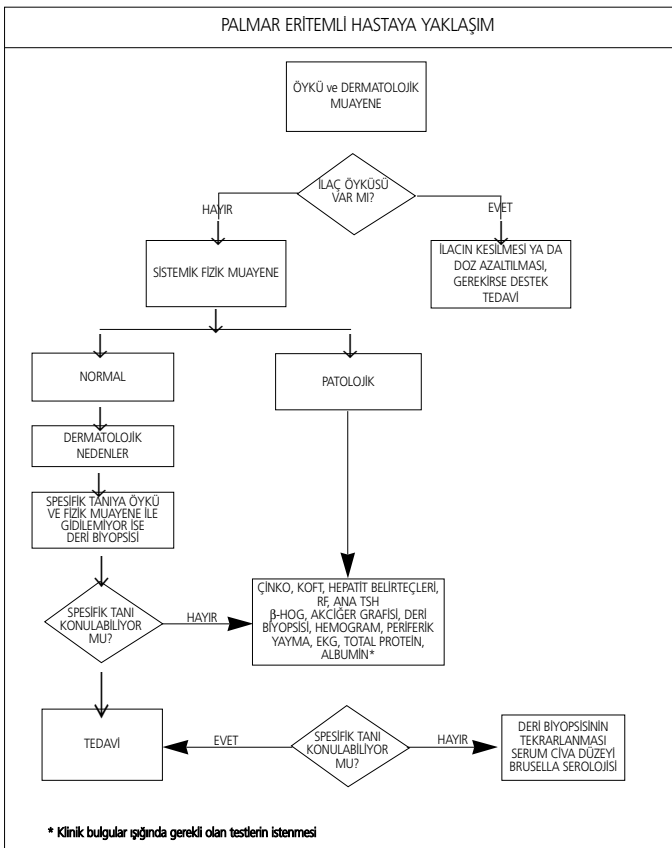 PALMAR ERİTEMLİ HASTAYA YAKLAŞIM
ÖYKÜ ve DERMATOLOJİK
MUAYENE
İLAÇ ÖYKÜSÜ
VAR MI?
HAYIR
EVET
SİSTEMİK FİZİK MUAYENE
İLACIN KESİLMESİ YA DA
DOZ AZALTILMASI,
GEREKİRSE DESTEK
TEDAVİ
NORMAL
PATOLOJİK
DERMATOLOJİK
NEDENLER
SPESİFİK TANIYA ÖYKÜ
VE FİZİK MUAYENE İLE
GİDİLEMİYOR İSE
DERİ BİYOPSİSİ
SPESİFİK TANI
KONULABİLİYOR
MU?
HAYIR
ÇİNKO, KCFT, HEPATİT BELİRTEÇLERİ,
RF, ANA TSH
β-HOG, AKCİĞER GRAFİSİ, DERİ
BİYOPSİSİ, HEMOGRAM, PERİFERİK
YAYMA, EKG, TOTAL PROTEİN,
ALBUMİN*
TEDAVİ
EVET
SPESİFİK TANI
KONULABİLİYOR
MU?
HAYIR
DERİ BİYOPSİSİNİN
TEKRARLANMASI
SERUM CİVA DÜZEYİ
BRUSELLA SEROLOJİSİ
* Klinik bulgular ışığında gerekli olan testlerin istenmesi